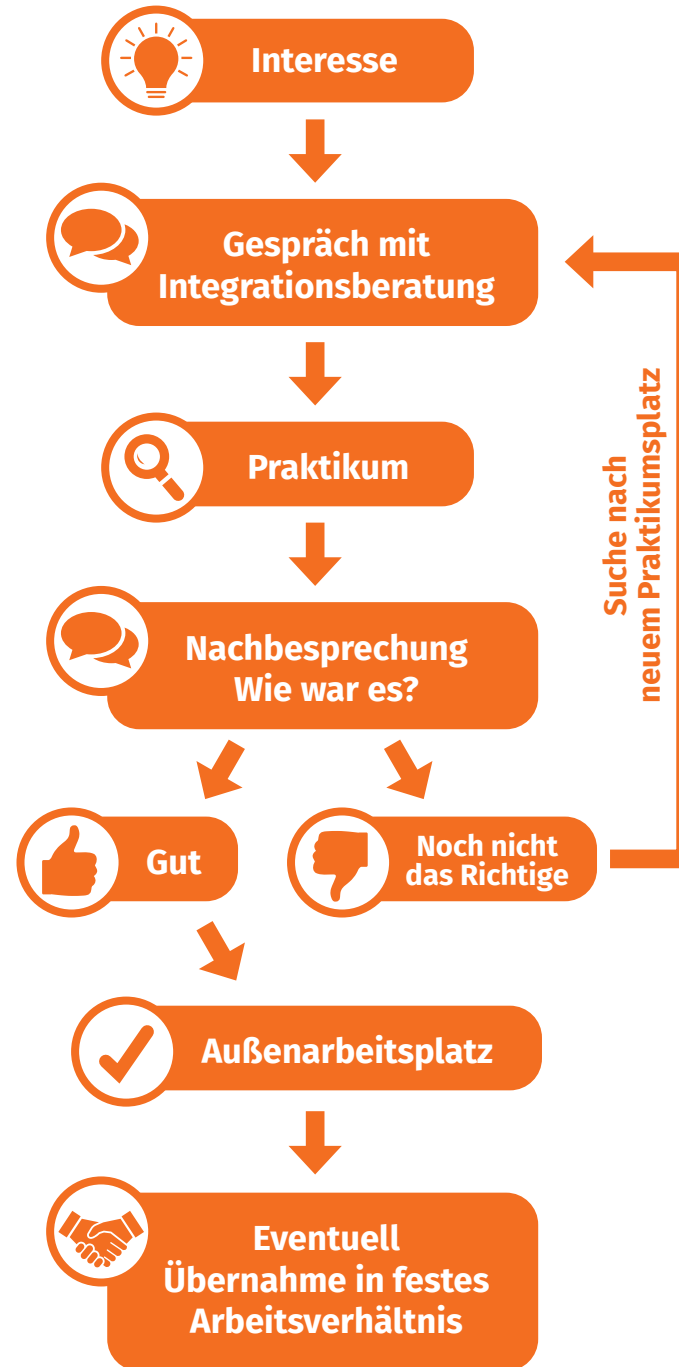 Interesse
Gespräch mit
Integrationsberatung
Praktikum
Nachbesprechung
Wie war es?
Gut
Noch nicht
das Richtige
Suche nach
neuem Praktikumsplatz
Außenarbeitsplatz
Eventuell
Übernahme in festes
Arbeitsverhältnis